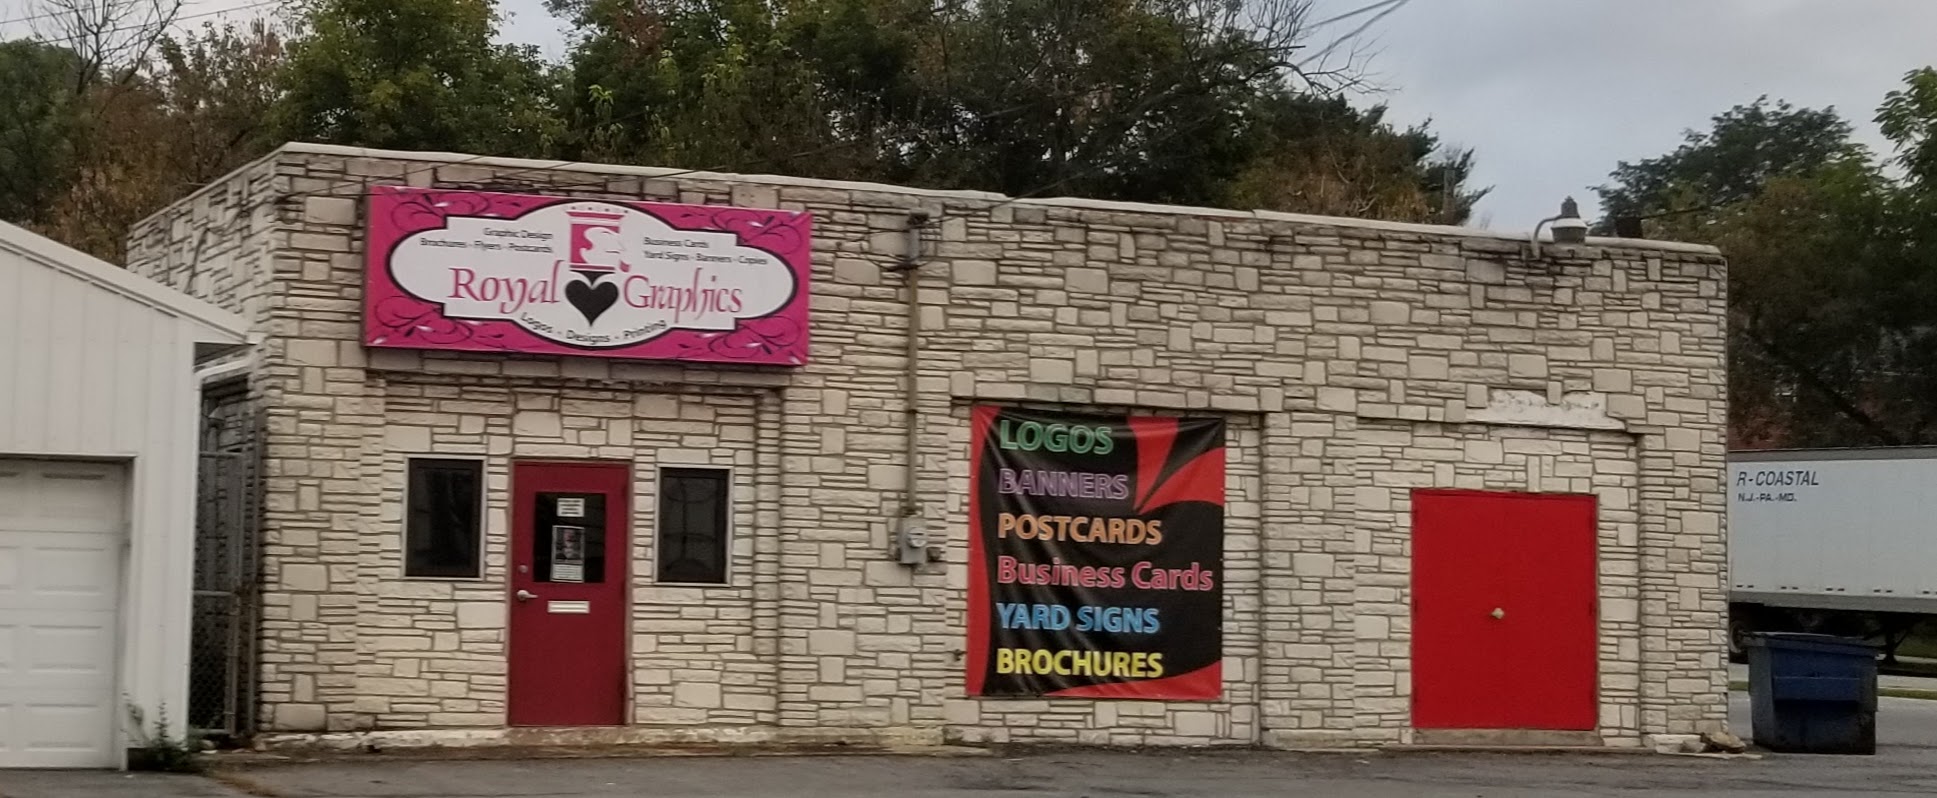 Graphic Design
Brochures - Flyers - Postcards
Business Cards
Yard Signs - Banners - Copies
Royal Graphics
Logos - Designs - Printing
LOGOS
BANNERS
POSTCARDS
Business Cards
YARD SIGNS
BROCHURES
R-COASTAL
N.J.-PA.-MD.